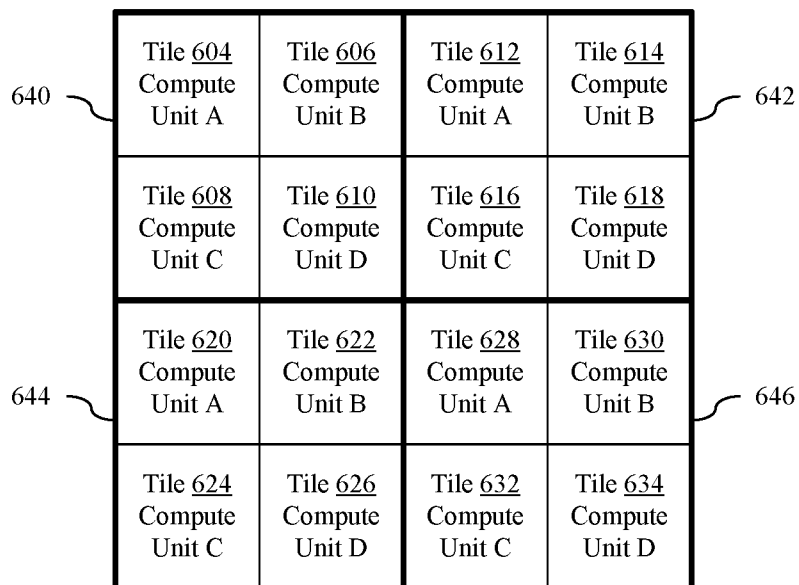 Tile 604 Compute Unit A
Tile 606 Compute Unit B
Tile 612 Compute Unit A
Tile 614 Compute Unit B
640
642
Tile 608 Compute Unit C
Tile 610 Compute Unit D
Tile 616 Compute Unit C
Tile 618 Compute Unit D
Tile 620 Compute Unit A
Tile 622 Compute Unit B
Tile 628 Compute Unit A
Tile 630 Compute Unit B
644
646
Tile 624 Compute Unit C
Tile 626 Compute Unit D
Tile 632 Compute Unit C
Tile 634 Compute Unit D